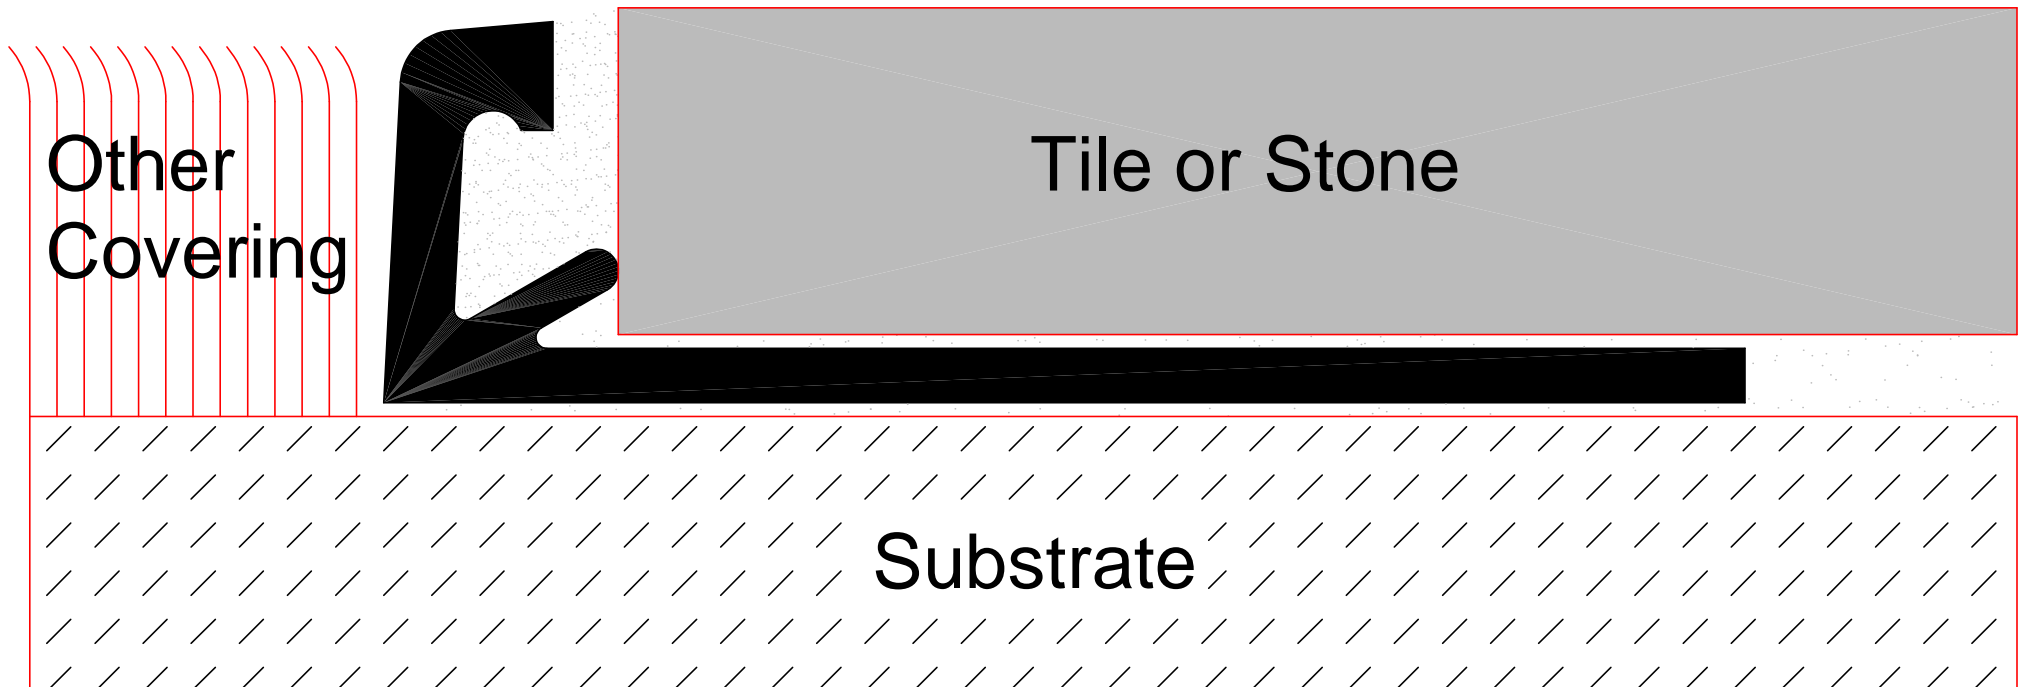 Other
Covering
Tile or Stone
Substrate